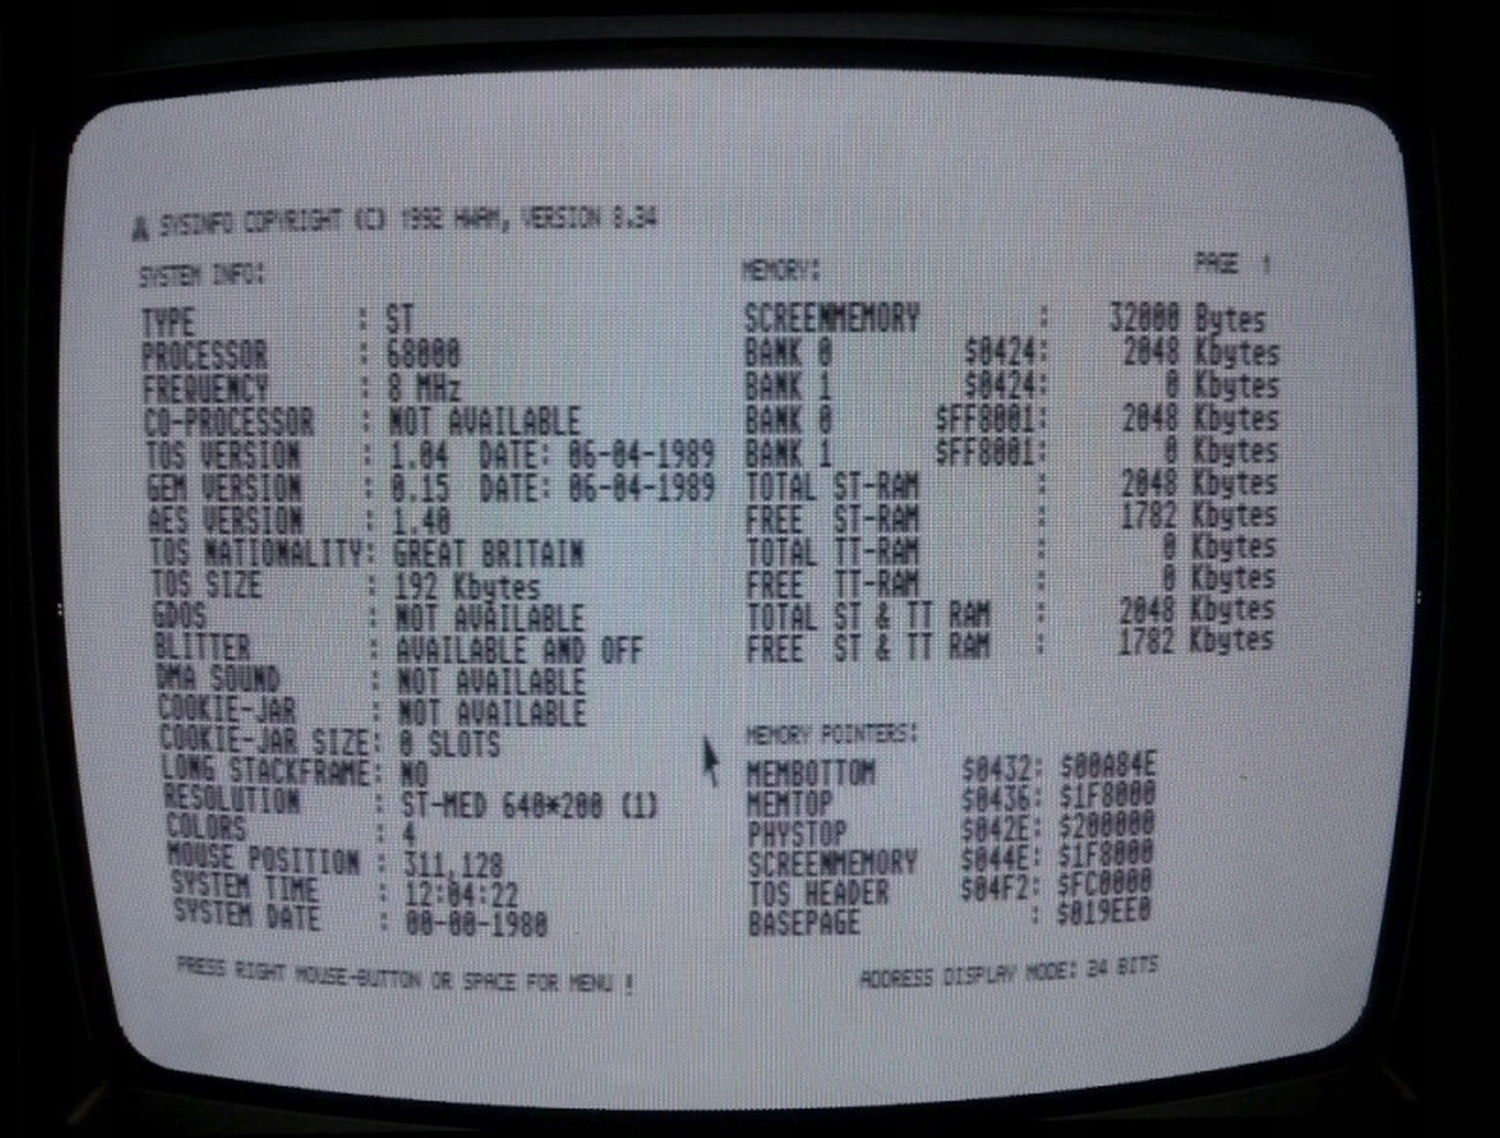 SYSINFO COPYRIGHT (C) 1992 HWAM, VERSION 8.34
PAGE 1
SYSTEM INFO:
TYPE : ST
PROCESSOR : 68000
FREQUENCY : 8 MHz
CO-PROCESSOR : NOT AVAILABLE
TOS VERSION : 1.04 DATE: 06-04-1989
GEM VERSION : 0.15 DATE: 06-04-1989
AES VERSION : 1.40
TOS NATIONALITY: GREAT BRITAIN
TOS SIZE : 192 Kbytes
GDOS : NOT AVAILABLE
BLITTER : AVAILABLE AND OFF
DMA SOUND : NOT AVAILABLE
COOKIE-JAR : NOT AVAILABLE
COOKIE-JAR SIZE: 0 SLOTS
LONG STACKFRAME: NO
RESOLUTION : ST-MED 640*200 (1)
COLORS : 4
MOUSE POSITION : 311,128
SYSTEM TIME : 12:04:22
SYSTEM DATE : 00-00-1980
MEMORY:
SCREENMEMORY : 32000 Bytes
BANK 0 $0424: 2048 Kbytes
BANK 1 $0424: 0 Kbytes
BANK 0 $FF8001: 2048 Kbytes
BANK 1 $FF8001: 0 Kbytes
TOTAL ST-RAM : 2048 Kbytes
FREE ST-RAM : 1782 Kbytes
TOTAL TT-RAM : 0 Kbytes
FREE TT-RAM : 0 Kbytes
TOTAL ST & TT RAM : 2048 Kbytes
FREE ST & TT RAM : 1782 Kbytes
MEMORY POINTERS:
MEMBOTTOM $0432: $00A84E
MEMTOP $0436: $1F8000
PHYSTOP $042E: $200000
SCREENMEMORY $044E: $1F8000
TOS HEADER $04F2: $FC0000
BASEPAGE : $019EE0
PRESS RIGHT MOUSE-BUTTON OR SPACE FOR MENU !
ADDRESS DISPLAY MODE: 24 BITS